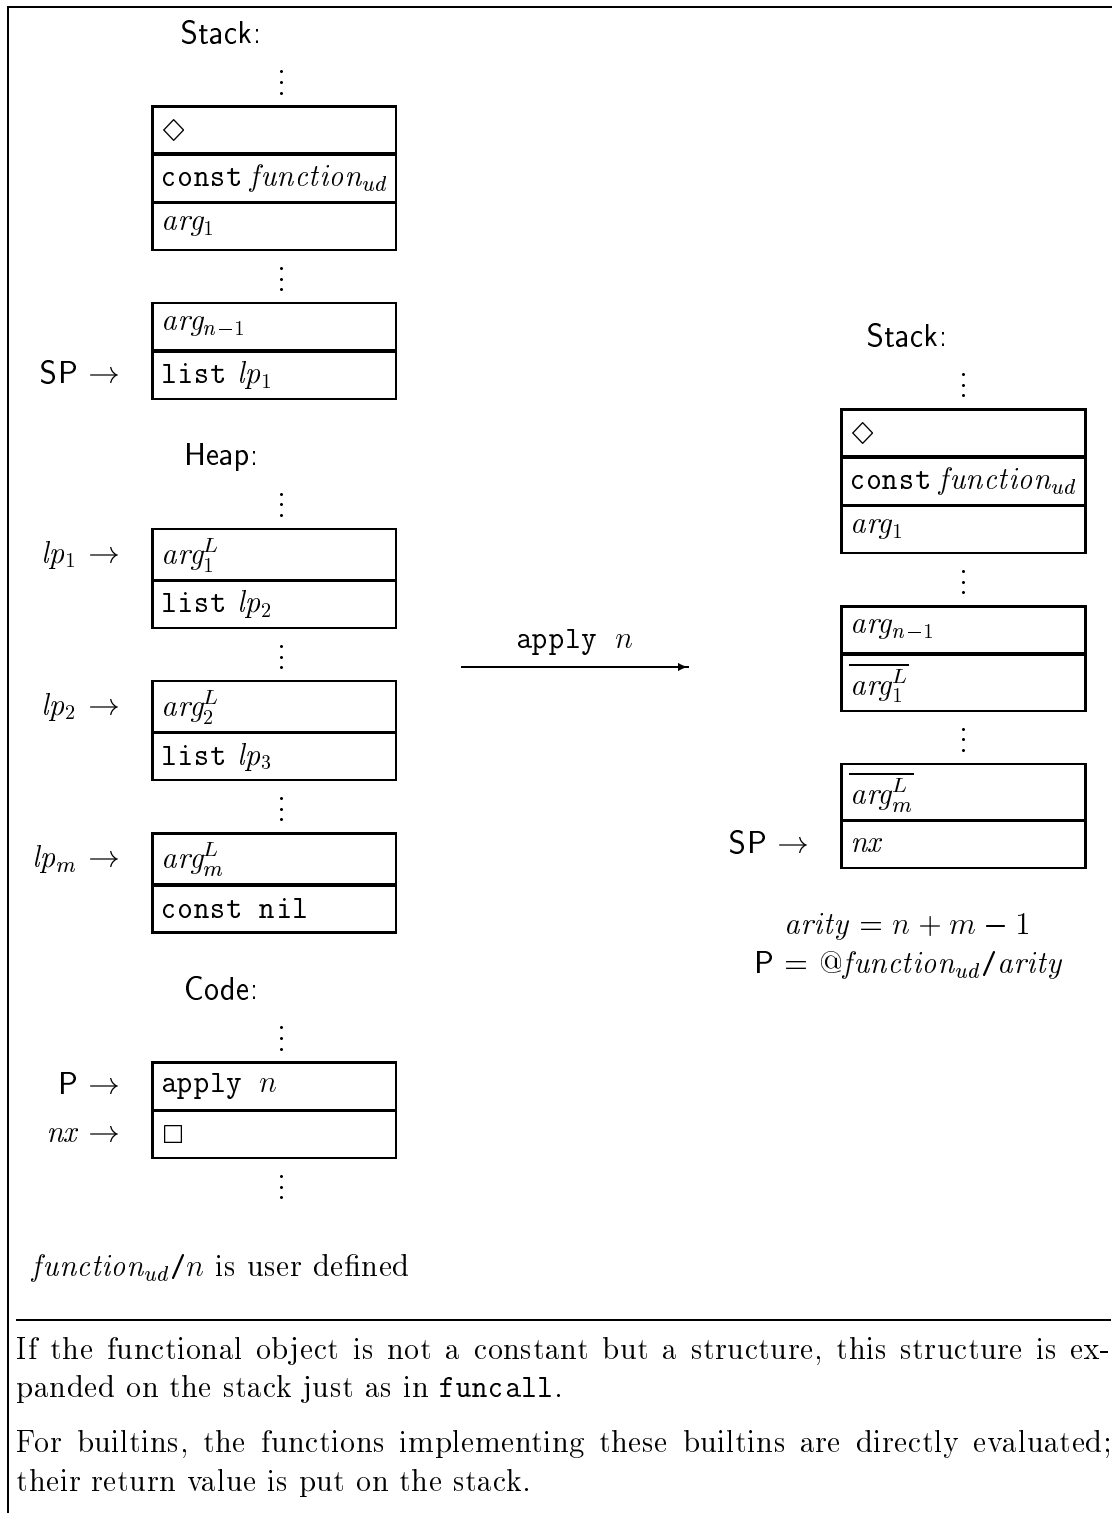 Stack:
⋮
◇
const function_ud
arg_1
⋮
arg_{n−1}
SP → list lp_1
Heap:
⋮
lp_1 → arg_1^L
list lp_2
⋮
lp_2 → arg_2^L
list lp_3
⋮
lp_m → arg_m^L
const nil
Code:
⋮
P → apply n
nx → □
⋮
function_ud/n is user defined
apply n
Stack:
⋮
◇
const function_ud
arg_1
⋮
arg_{n−1}
\overline{arg_1^L}
⋮
\overline{arg_m^L}
SP → nx
arity = n + m − 1
P = @function_ud/arity
If the functional object is not a constant but a structure, this structure is ex-
panded on the stack just as in funcall.
For builtins, the functions implementing these builtins are directly evaluated;
their return value is put on the stack.